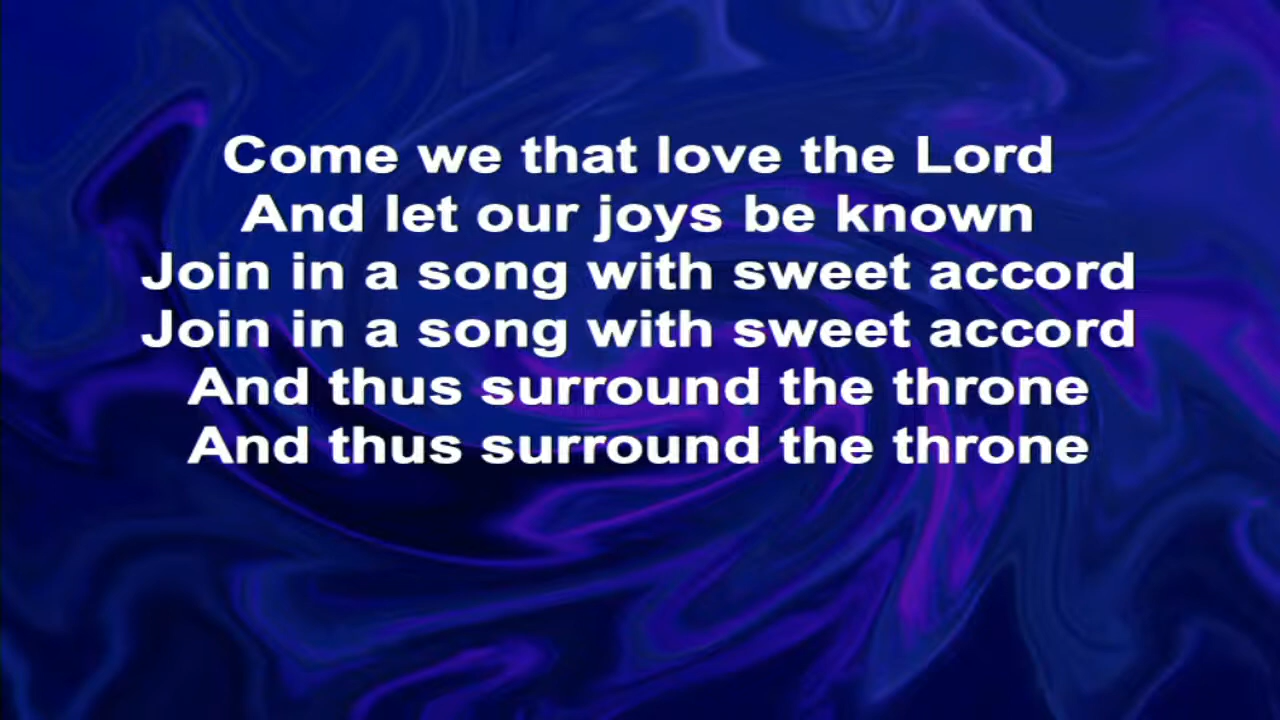 Come we that love the Lord
And let our joys be known
Join in a song with sweet accord
Join in a song with sweet accord
And thus surround the throne
And thus surround the throne